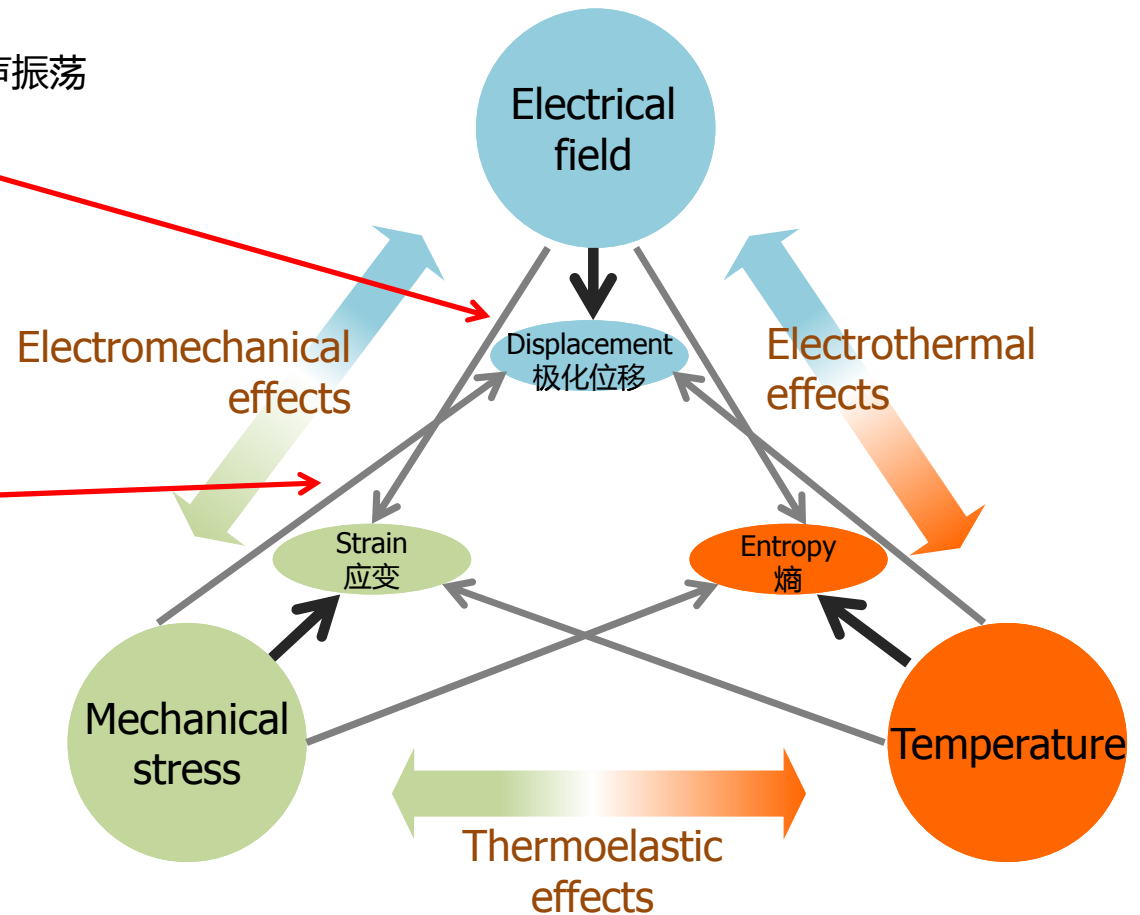 声振荡
Electrical
field
Electromechanical
effects
Displacement
极化位移
Electrothermal
effects
Strain
应变
Entropy
熵
Mechanical
stress
Temperature
Thermoelastic
effects